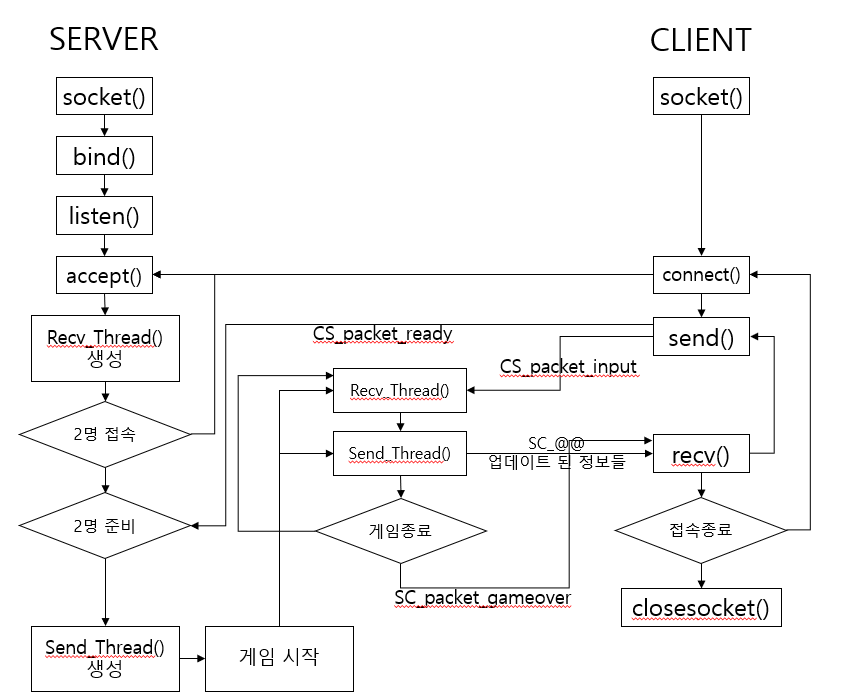 SERVER
CLIENT
socket()
socket()
bind()
listen()
accept()
connect()
Recv_Thread()
생성
CS_packet_ready
send()
CS_packet_input
Recv_Thread()
2명 접속
SC_@@
업데이트 된 정보들
Send_Thread()
recv()
2명 준비
게임종료
접속종료
SC_packet_gameover
closesocket()
Send_Thread()
생성
게임 시작